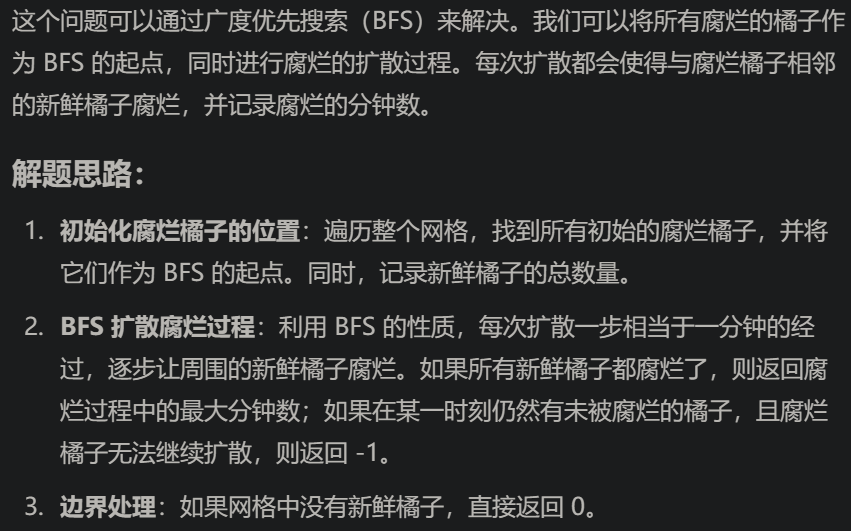 这个问题可以通过广度优先搜索（BFS）来解决。我们可以将所有腐烂的橘子作
为 BFS 的起点，同时进行腐烂的扩散过程。每次扩散都会使得与腐烂橘子相邻
的新鲜橘子腐烂，并记录腐烂的分钟数。
解题思路：
1. 初始化腐烂橘子的位置：遍历整个网格，找到所有初始的腐烂橘子，并将
它们作为 BFS 的起点。同时，记录新鲜橘子的总数量。
2. BFS 扩散腐烂过程：利用 BFS 的性质，每次扩散一步相当于一分钟的经
过，逐步让周围的新鲜橘子腐烂。如果所有新鲜橘子都腐烂了，则返回腐
烂过程中的最大分钟数；如果在某一时刻仍然有未被腐烂的橘子，且腐烂
橘子无法继续扩散，则返回 -1。
3. 边界处理：如果网格中没有新鲜橘子，直接返回 0。